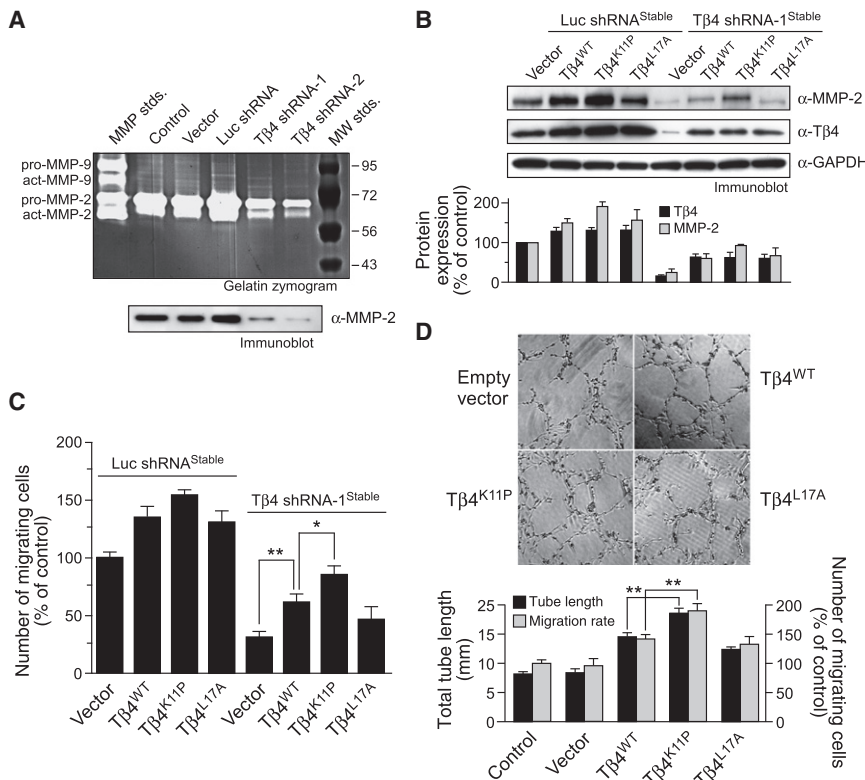 A
MMP stds.
Control
Vector
Luc shRNA
Tβ4 shRNA-1
Tβ4 shRNA-2
MW stds.
pro-MMP-9
act-MMP-9
pro-MMP-2
act-MMP-2
95
72
56
43
Gelatin zymogram
α-MMP-2
Immunoblot
B
Luc shRNA^Stable
Tβ4 shRNA-1^Stable
Vector
Tβ4^WT
Tβ4^K11P
Tβ4^L17A
Vector
Tβ4^WT
Tβ4^K11P
Tβ4^L17A
α-MMP-2
α-Tβ4
α-GAPDH
Immunoblot
Protein
expression
(% of control)
200
100
0
Tβ4
MMP-2
C
Number of migrating cells
(% of control)
200
150
100
50
0
Luc shRNA^Stable
Tβ4 shRNA-1^Stable
**
*
Vector
Tβ4^WT
Tβ4^K11P
Tβ4^L17A
Vector
Tβ4^WT
Tβ4^K11P
Tβ4^L17A
D
Empty
vector
Tβ4^WT
Tβ4^K11P
Tβ4^L17A
Total tube length
(mm)
25
20
15
10
5
0
Tube length
Migration rate
**
**
200
150
100
50
0
Number of migrating cells
(% of control)
Control
Vector
Tβ4^WT
Tβ4^K11P
Tβ4^L17A